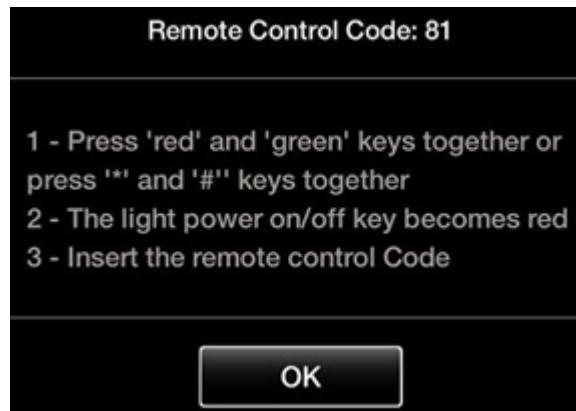 Remote Control Code: 81
1 - Press 'red' and 'green' keys together or
press '*' and '#'' keys together
2 - The light power on/off key becomes red
3 - Insert the remote control Code
OK